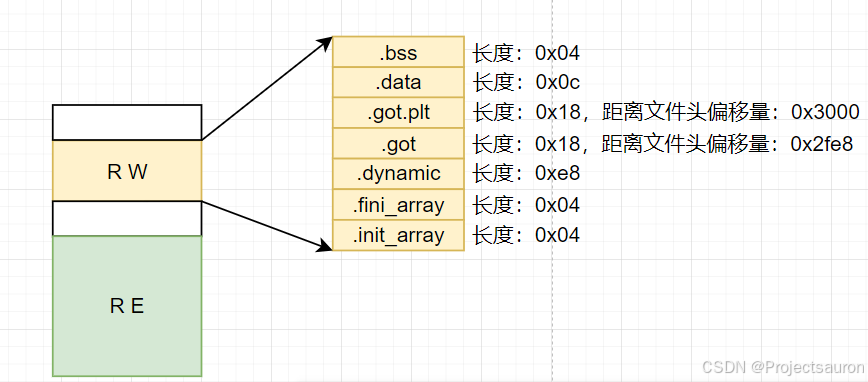 .bss 长度：0x04
.data 长度：0x0c
.got.plt 长度：0x18，距离文件头偏移量：0x3000
.got 长度：0x18，距离文件头偏移量：0x2fe8
.dynamic 长度：0xe8
.fini_array 长度：0x04
.init_array 长度：0x04
R W
R E
CSDN @Projectsauron